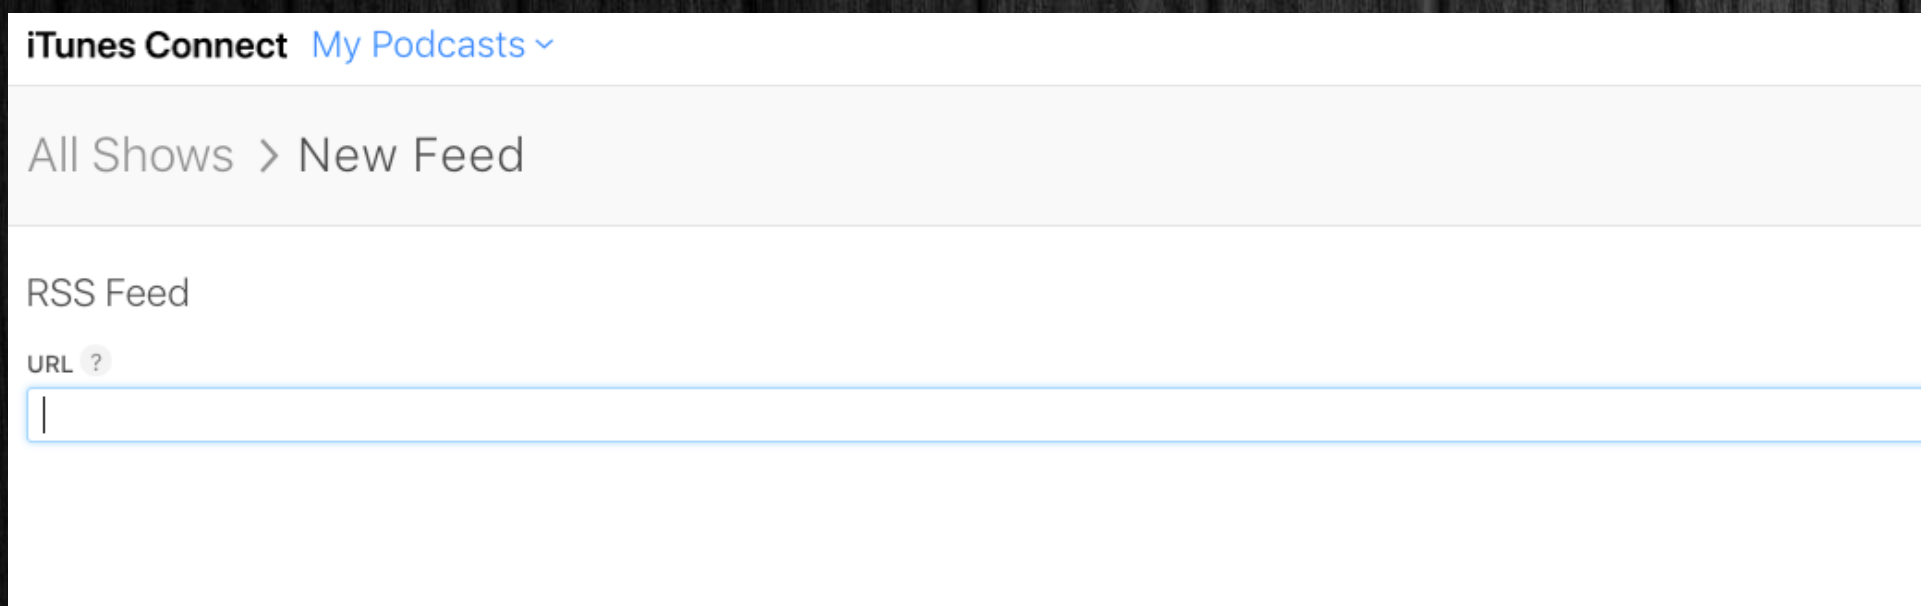 iTunes Connect My Podcasts
All Shows > New Feed
RSS Feed
URL ?